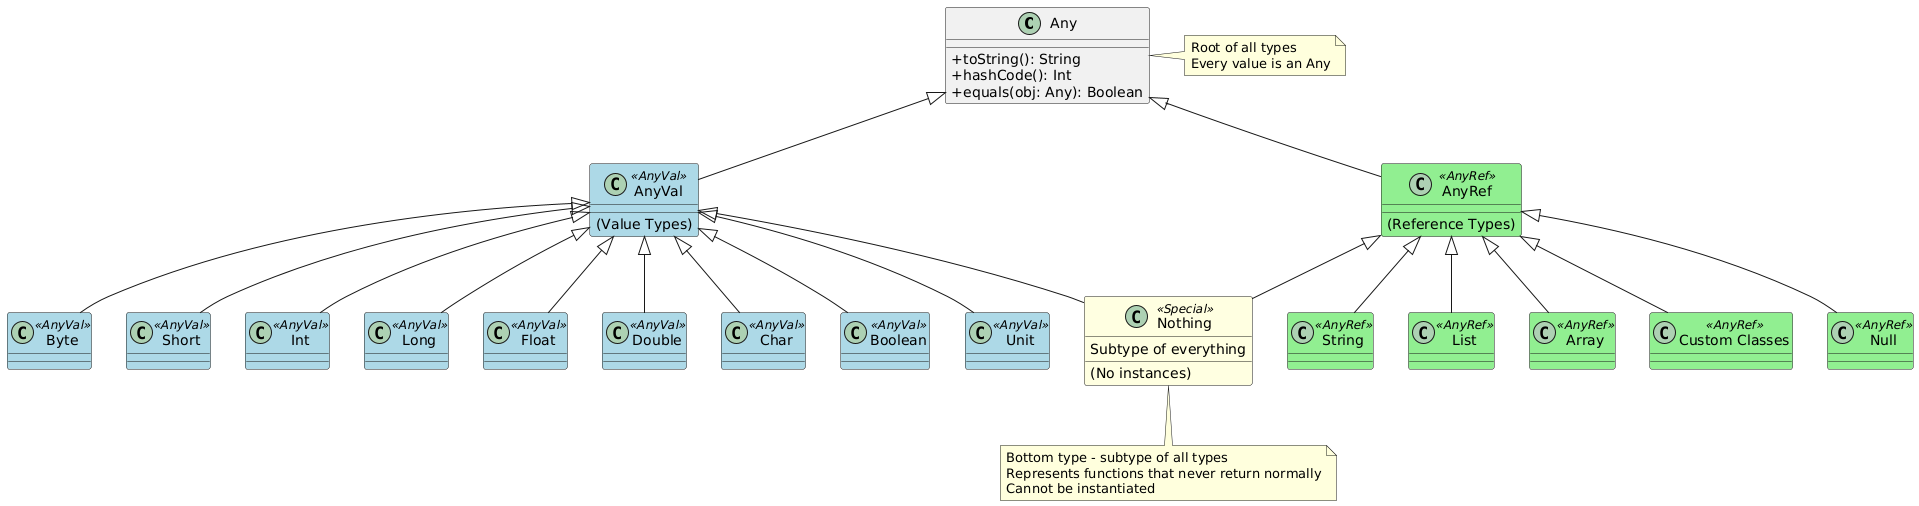 C Any
+toString(): String
+hashCode(): Int
+equals(obj: Any): Boolean
Root of all types
Every value is an Any
C «AnyVal»
AnyVal
(Value Types)
C «AnyRef»
AnyRef
(Reference Types)
C «AnyVal»
Byte
C «AnyVal»
Short
C «AnyVal»
Int
C «AnyVal»
Long
C «AnyVal»
Float
C «AnyVal»
Double
C «AnyVal»
Char
C «AnyVal»
Boolean
C «AnyVal»
Unit
C «Special»
Nothing
Subtype of everything
(No instances)
C «AnyRef»
String
C «AnyRef»
List
C «AnyRef»
Array
C «AnyRef»
Custom Classes
C «AnyRef»
Null
Bottom type - subtype of all types
Represents functions that never return normally
Cannot be instantiated